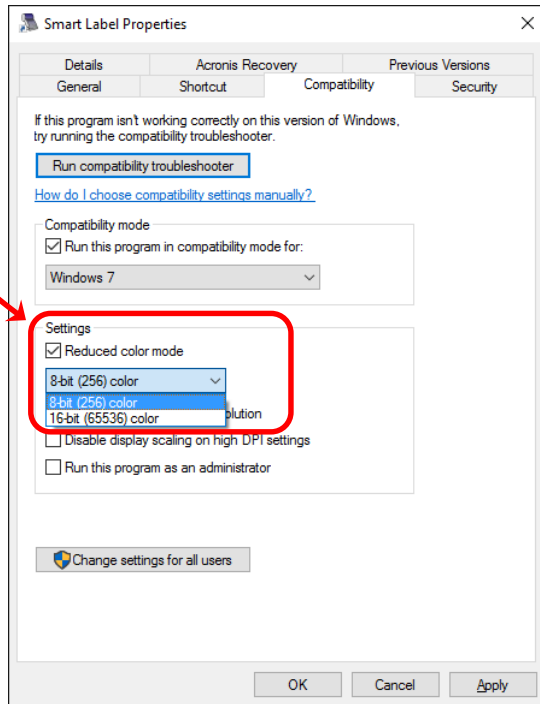 Smart Label Properties
Details Acronis Recovery Previous Versions
General Shortcut Compatibility Security
If this program isn't working correctly on this version of Windows,
try running the compatibility troubleshooter.
Run compatibility troubleshooter
How do I choose compatibility settings manually?
Compatibility mode
Run this program in compatibility mode for:
Windows 7
Settings
Reduced color mode
8-bit (256) color
8-bit (256) color
16-bit (65536) color
Disable display scaling on high DPI settings
Run this program as an administrator
Change settings for all users
OK Cancel Apply